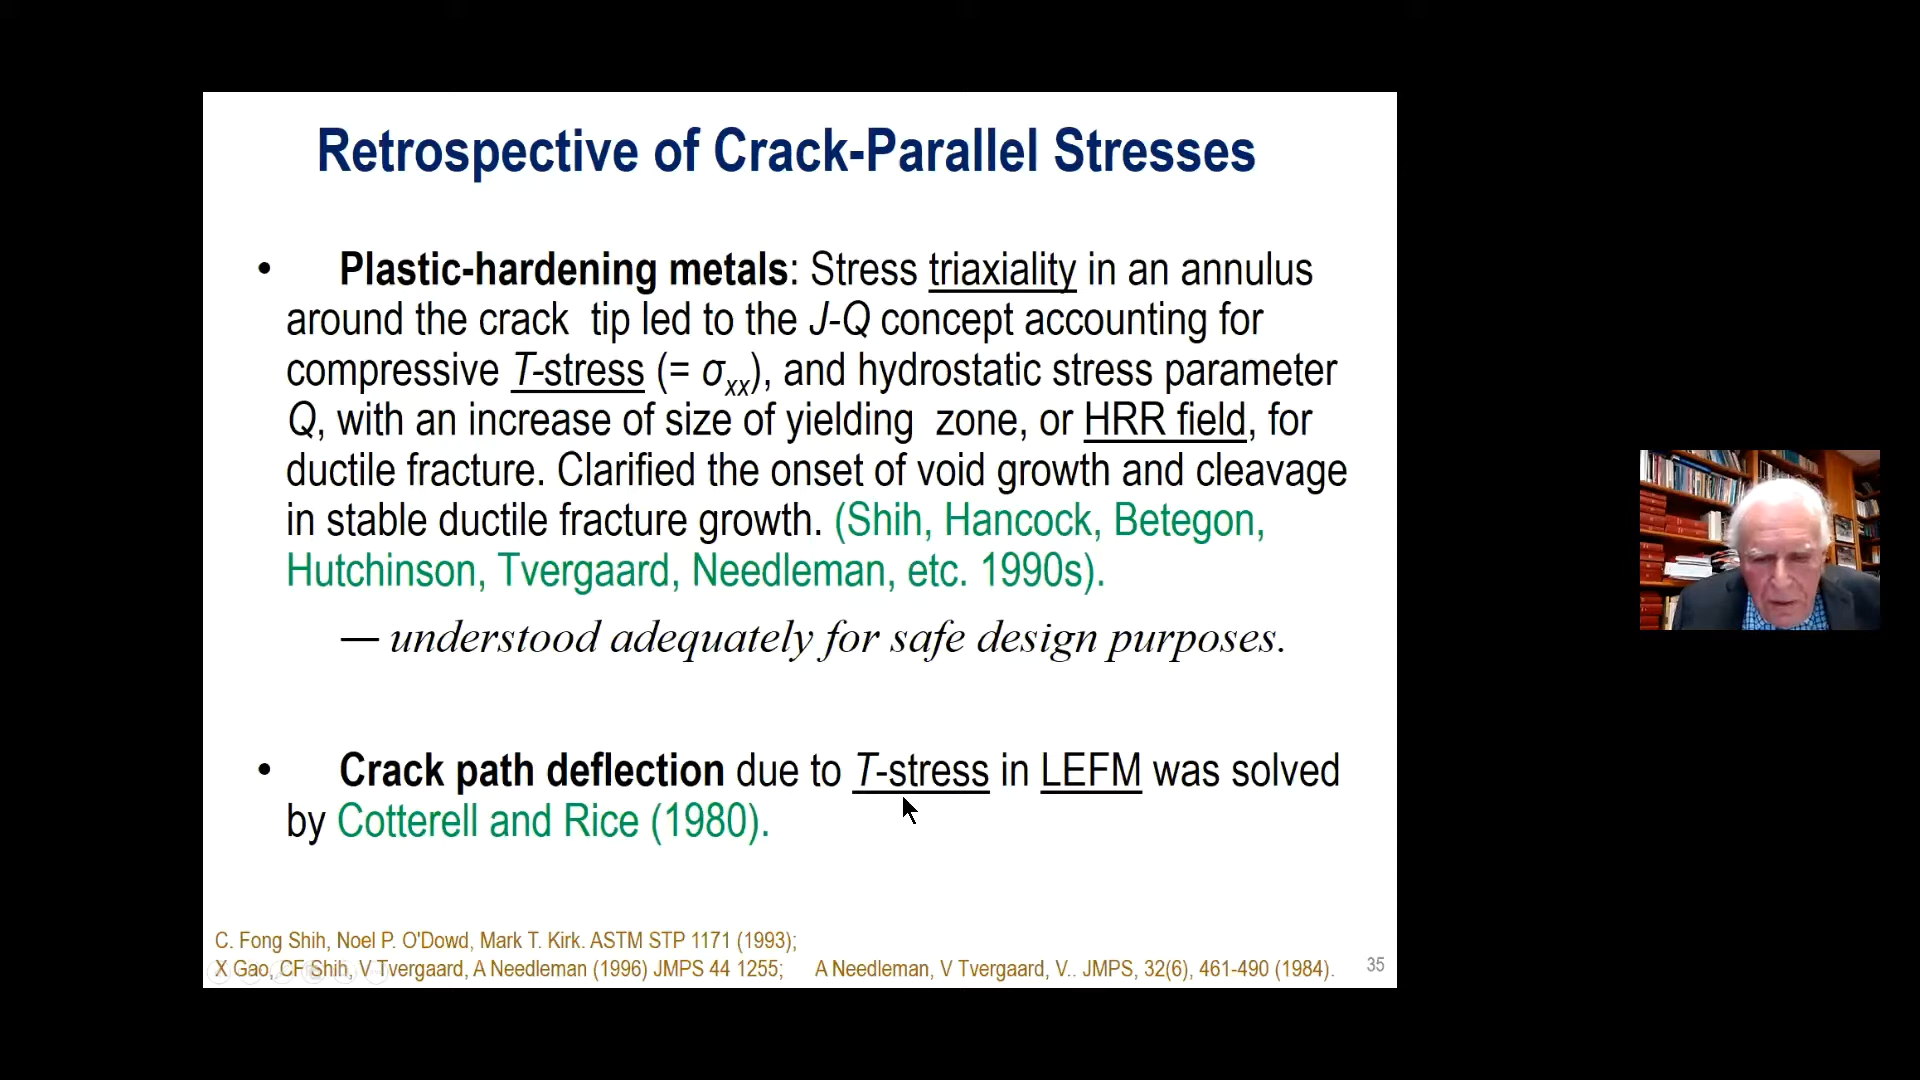 Retrospective of Crack-Parallel Stresses
• Plastic-hardening metals: Stress triaxiality in an annulus
around the crack tip led to the J-Q concept accounting for
compressive T-stress (= σxx), and hydrostatic stress parameter
Q, with an increase of size of yielding zone, or HRR field, for
ductile fracture. Clarified the onset of void growth and cleavage
in stable ductile fracture growth. (Shih, Hancock, Betegon,
Hutchinson, Tvergaard, Needleman, etc. 1990s).
— understood adequately for safe design purposes.
• Crack path deflection due to T-stress in LEFM was solved
by Cotterell and Rice (1980).
C. Fong Shih, Noel P. O'Dowd, Mark T. Kirk. ASTM STP 1171 (1993);
X Gao, CF Shih, V Tvergaard, A Needleman (1996) JMPS 44 1255; A Needleman, V Tvergaard, V.. JMPS, 32(6), 461-490 (1984).
35